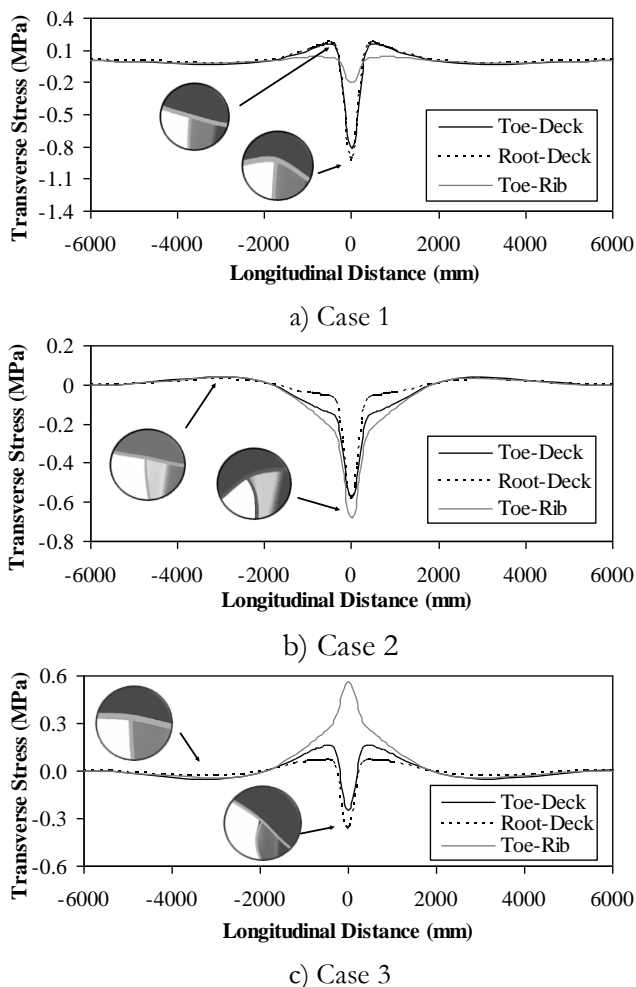 Transverse Stress (MPa)
0.4
0.1
-0.2
-0.5
-0.8
-1.1
-1.4
Toe-Deck
Root-Deck
Toe-Rib
-6000 -4000 -2000 0 2000 4000 6000
Longitudinal Distance (mm)
a) Case 1
Transverse Stress (MPa)
0.2
0
-0.2
-0.4
-0.6
-0.8
Toe-Deck
Root-Deck
Toe-Rib
-6000 -4000 -2000 0 2000 4000 6000
Longitudinal Distance (mm)
b) Case 2
Transverse Stress (MPa)
0.6
0.3
0.0
-0.3
-0.6
Toe-Deck
Root-Deck
Toe-Rib
-6000 -4000 -2000 0 2000 4000 6000
Longitudinal Distance (mm)
c) Case 3